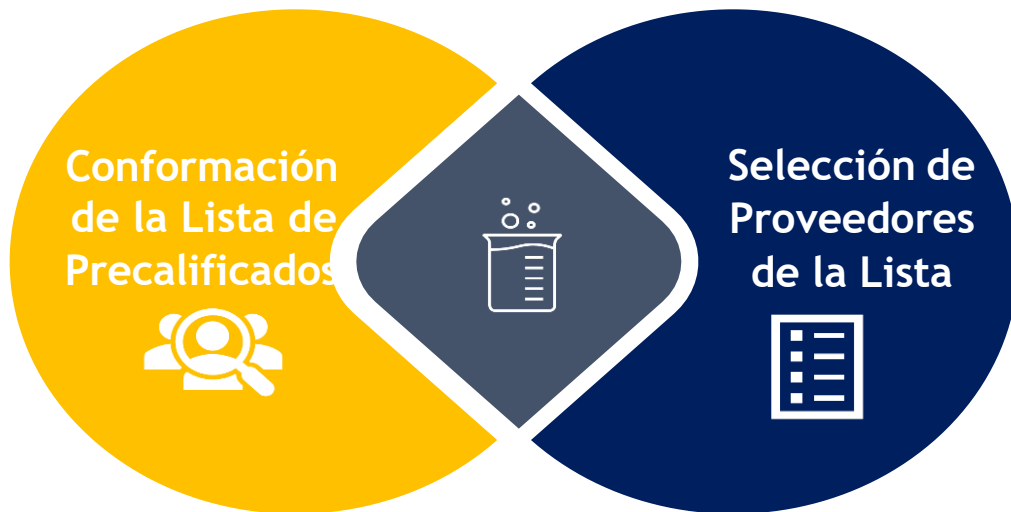 Conformación
de la Lista de
Precalificados
Selección de
Proveedores
de la Lista